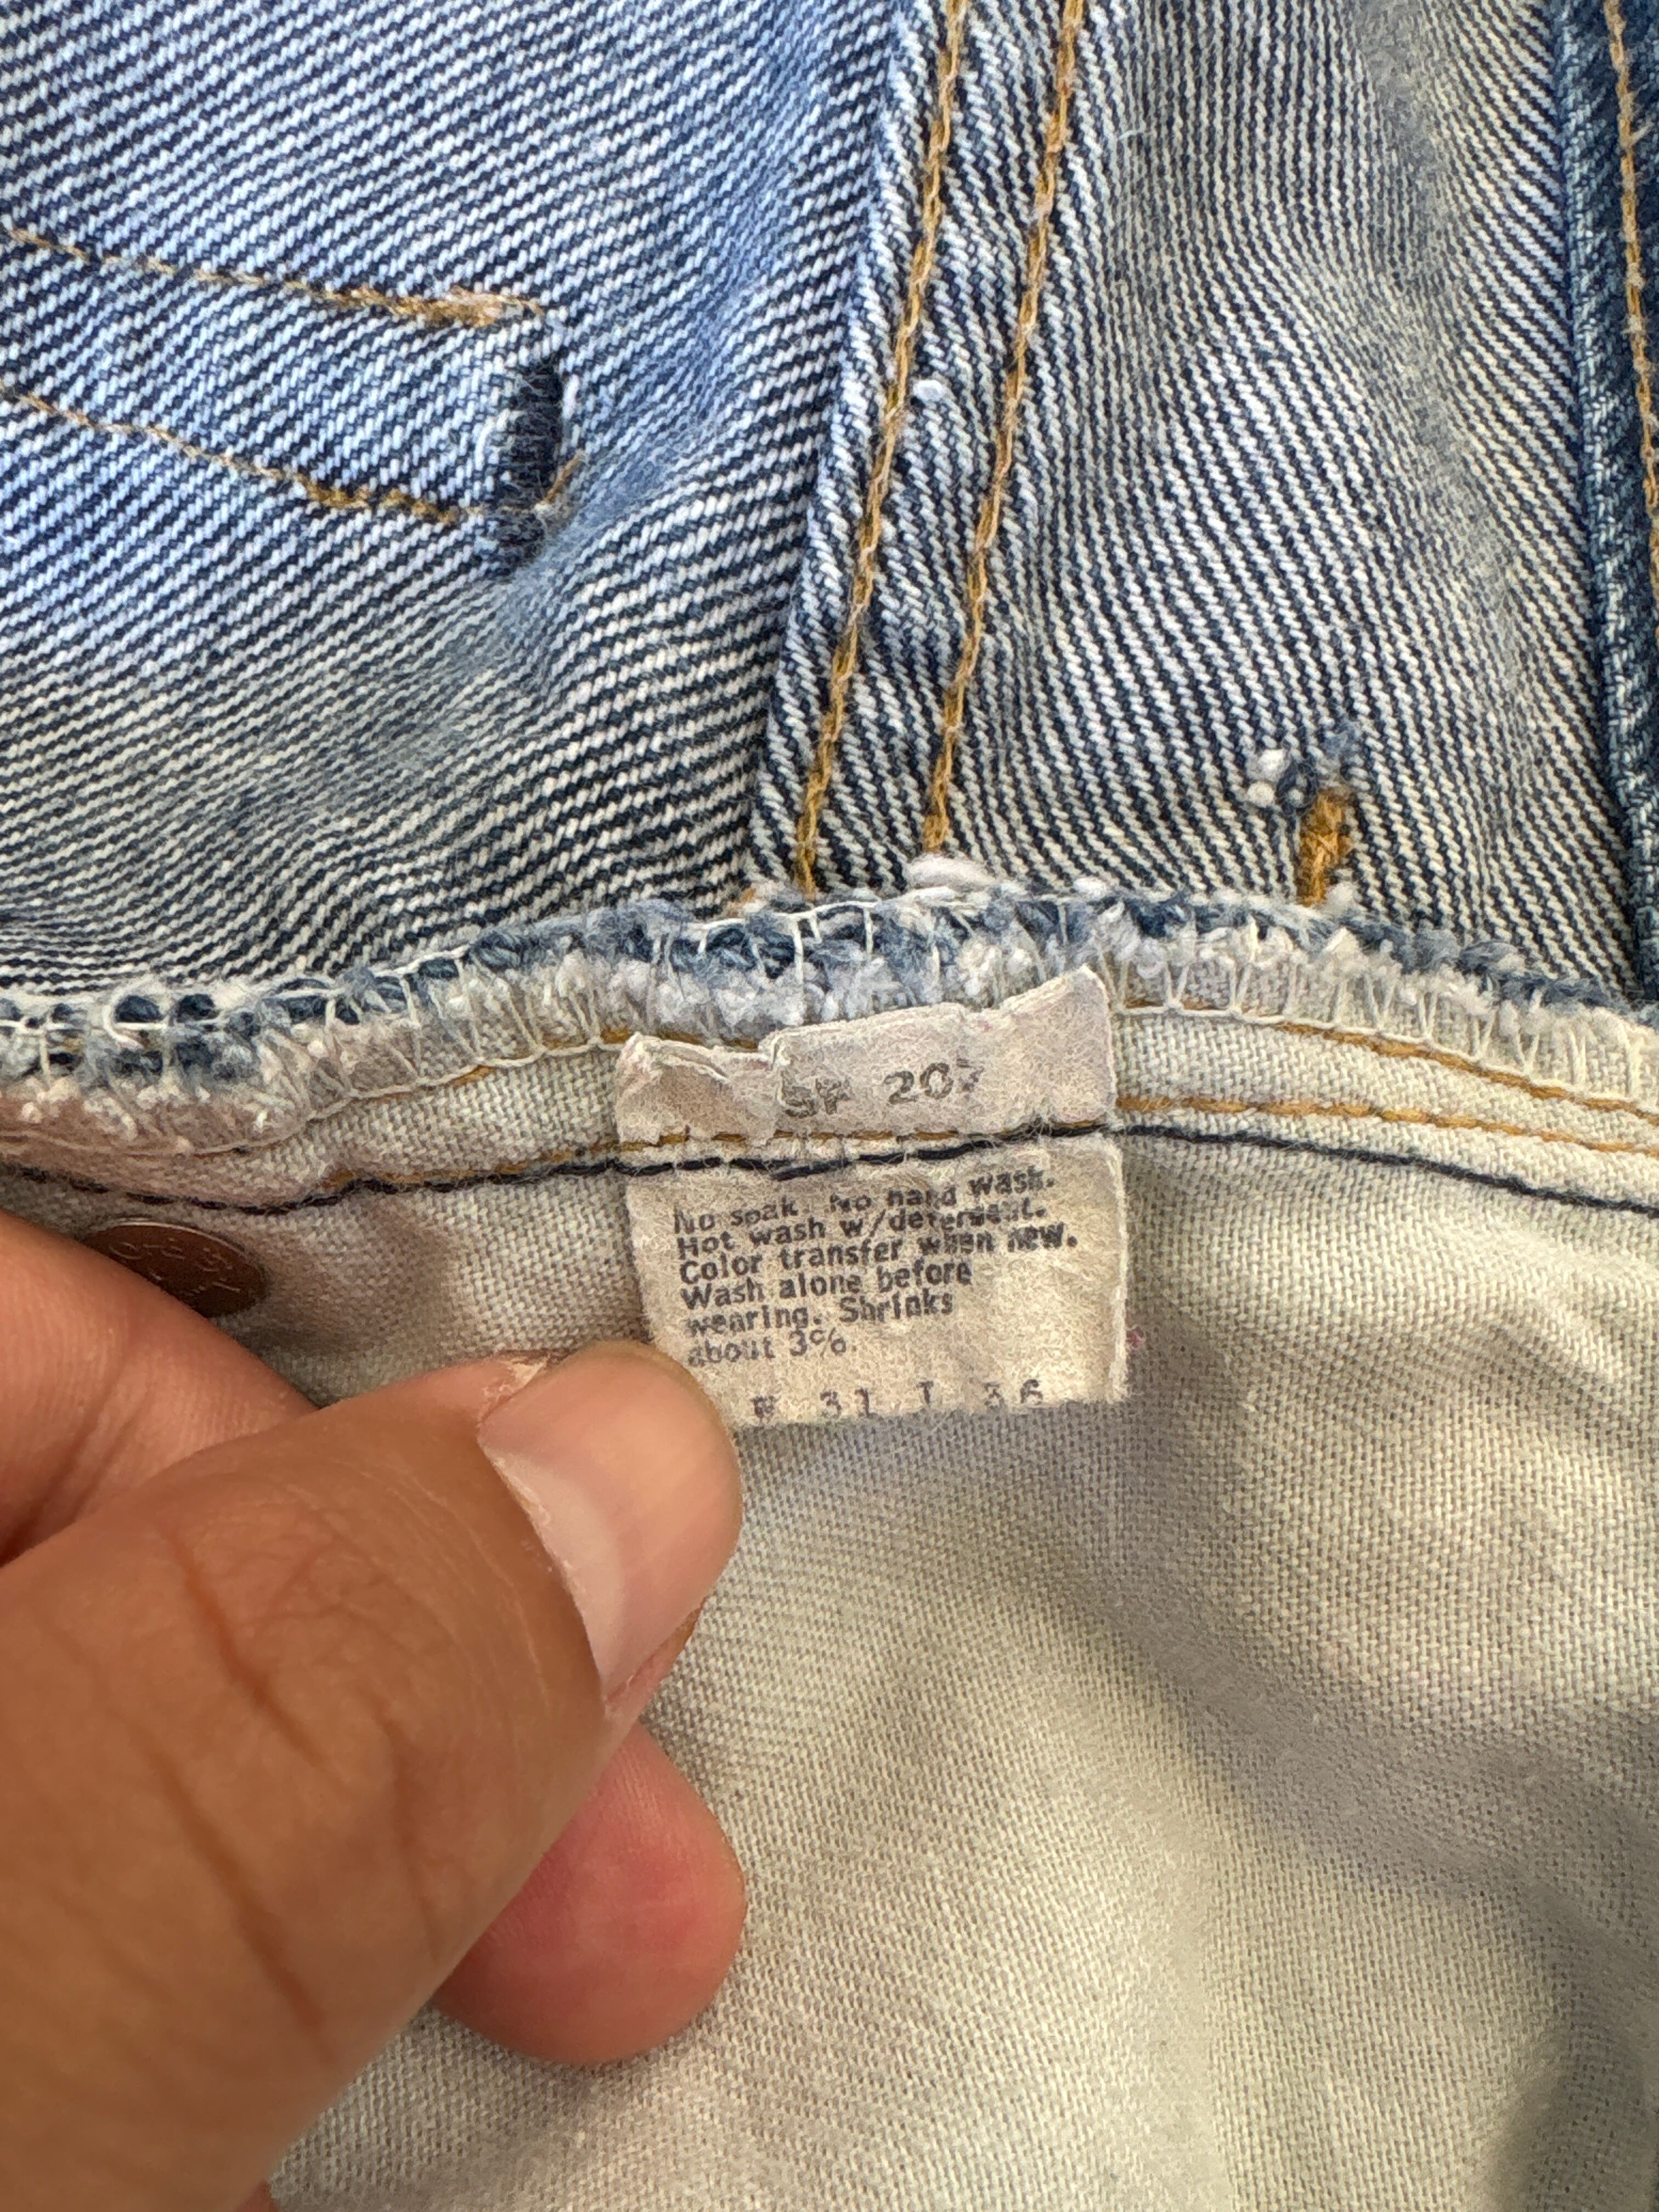 SF 207
No soak. No hand wash.
Hot wash w/detergent.
Color transfer when new.
Wash alone before
wearing. Shrinks
about 3%.
W 31 L 36